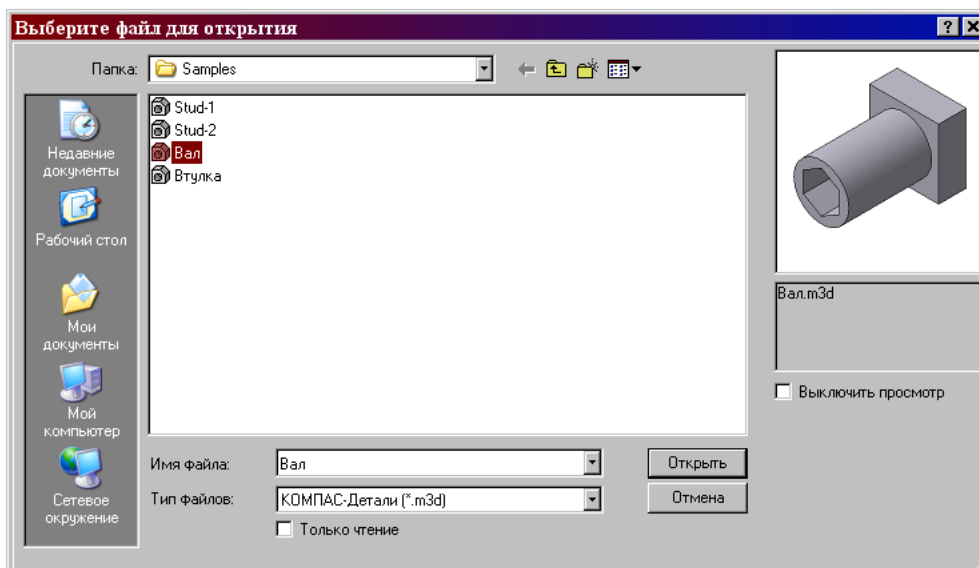 Выберите файл для открытия
Папка:
Samples
Stud-1
Stud-2
Вал
Втулка
Недавние
документы
Рабочий стол
Мои
документы
Мой
компьютер
Сетевое
окружение
Вал.m3d
Выключить просмотр
Имя файла:
Вал
Открыть
Тип файлов:
КОМПАС-Детали (*.m3d)
Отмена
Только чтение